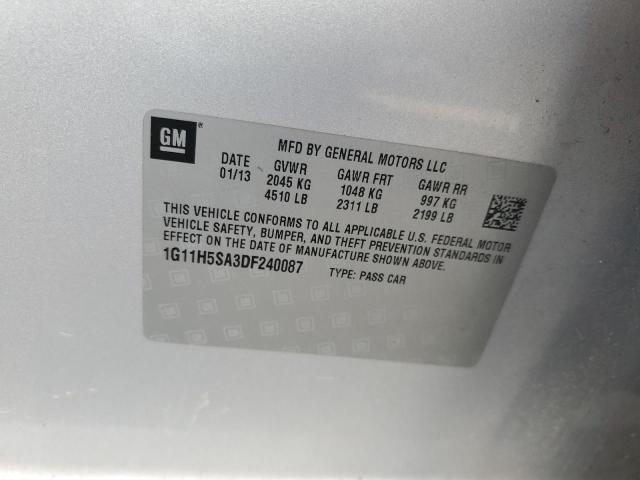 GM ®
MFD BY GENERAL MOTORS LLC
DATE GVWR GAWR FRT GAWR RR
01/13 2045 KG 1048 KG 997 KG
4510 LB 2311 LB 2199 LB
THIS VEHICLE CONFORMS TO ALL APPLICABLE U.S. FEDERAL MOTOR
VEHICLE SAFETY, BUMPER, AND THEFT PREVENTION STANDARDS IN
EFFECT ON THE DATE OF MANUFACTURE SHOWN ABOVE.
1G11H5SA3DF240087 TYPE: PASS CAR